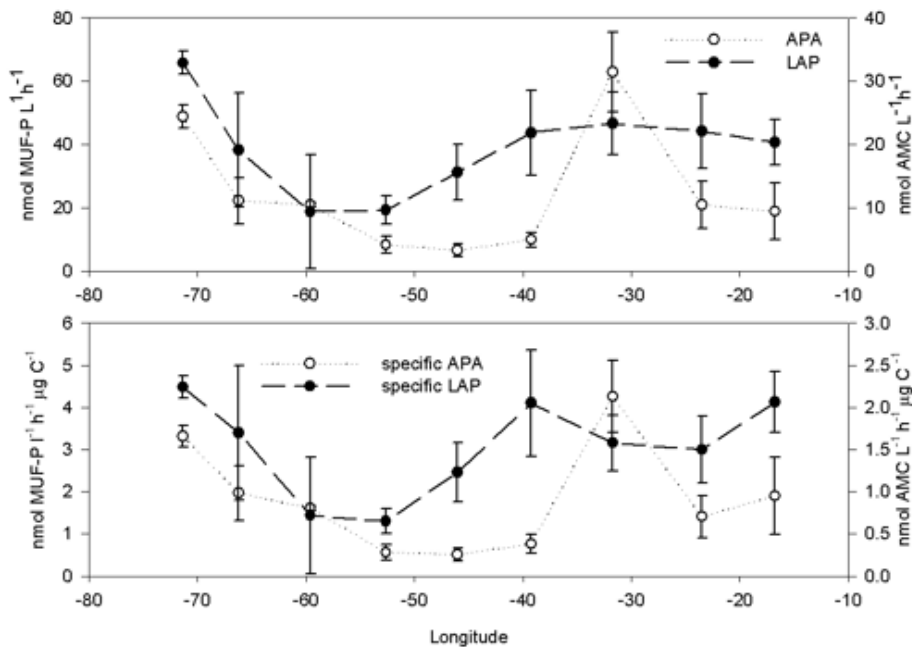 80
60
40
20
0
nmol MUF-P L¹h⁻¹
40
30
20
10
0
nmol AMC L⁻¹h⁻¹
APA
LAP
-80 -70 -60 -50 -40 -30 -20 -10
6
5
4
3
2
1
0
nmol MUF-P l⁻¹ h⁻¹ µg C⁻¹
3.0
2.5
2.0
1.5
1.0
0.5
0.0
nmol AMC L⁻¹ h⁻¹ µg C⁻¹
specific APA
specific LAP
-80 -70 -60 -50 -40 -30 -20 -10
Longitude